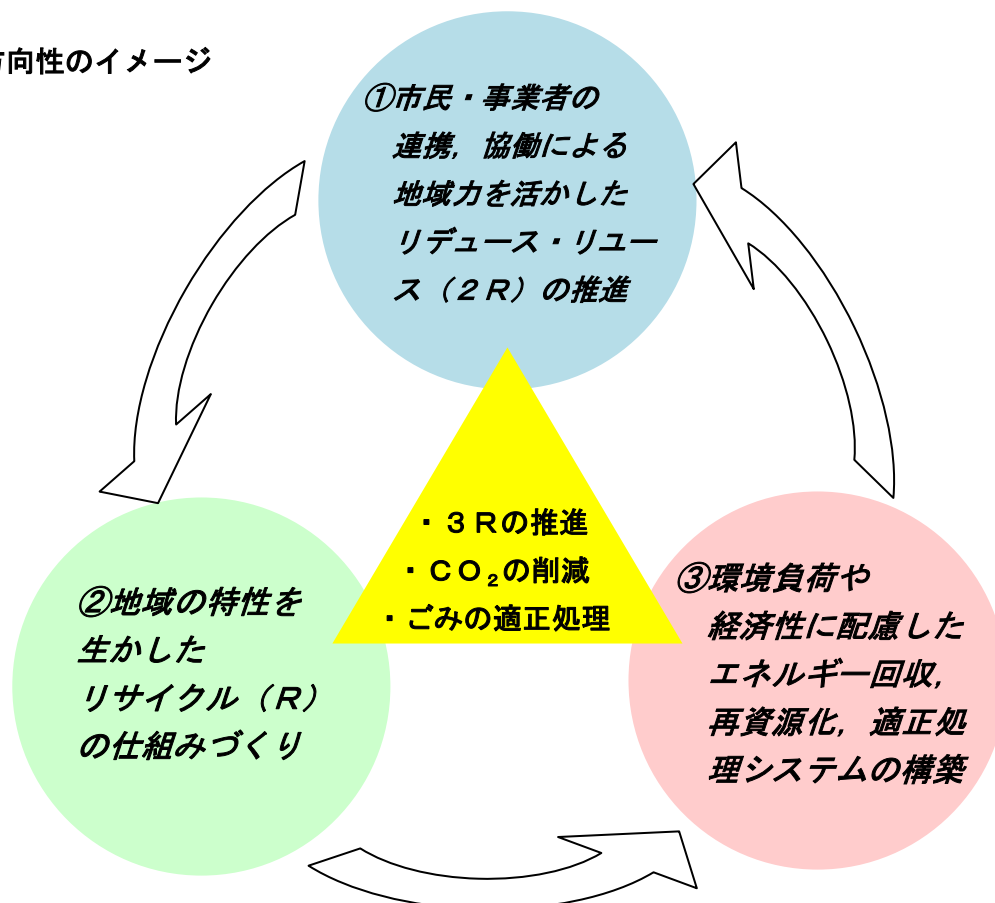 方向性のイメージ
①市民・事業者の
連携，協働による
地域力を活かした
リデュース・リユー
ス（２Ｒ）の推進
・３Ｒの推進
・ＣＯ₂の削減
・ごみの適正処理
②地域の特性を
生かした
リサイクル（Ｒ）
の仕組みづくり
③環境負荷や
経済性に配慮した
エネルギー回収，
再資源化，適正処
理システムの構築